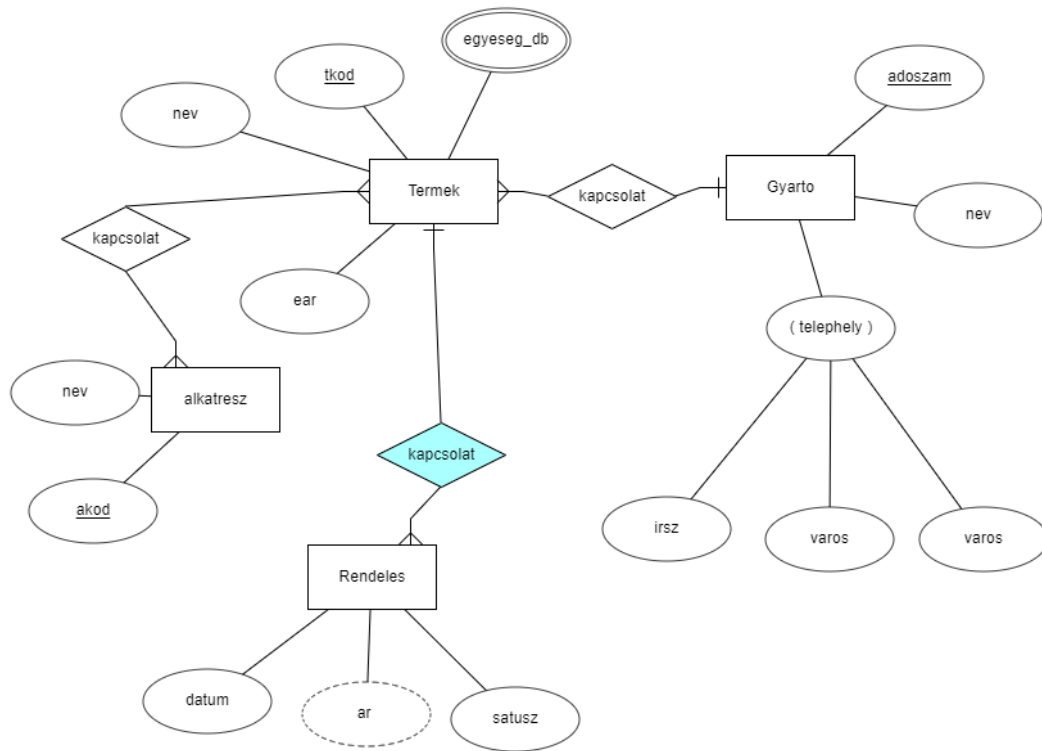 egyeseg_db
tkod
adoszam
nev
Termek
Gyarto
kapcsolat
nev
kapcsolat
ear
( telephely )
nev
alkatresz
kapcsolat
akod
irsz
varos
varos
Rendeles
datum
ar
satusz